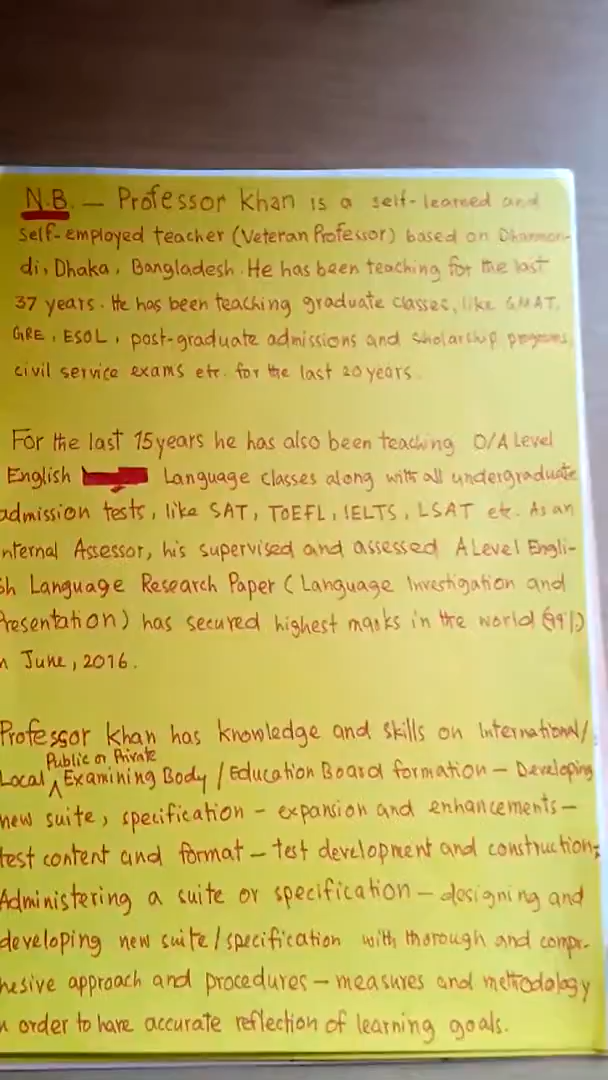 N.B. — Professor Khan is a self-learned and
self-employed teacher (Veteran Professor) based on Dhanmon-
di, Dhaka, Bangladesh. He has been teaching for the last
37 years. He has been teaching graduate classes, like GMAT,
GRE, ESOL, post-graduate admissions and scholarship programs,
civil service exams etc. for the last 20 years.
For the last 15 years he has also been teaching O/A Level
English Language classes along with all undergraduate
admission tests, like SAT, TOEFL, IELTS, LSAT etc. As an
nternal Assessor, his supervised and assessed A Level Engli-
sh Language Research Paper (Language Investigation and
Presentation) has secured highest marks in the world (99%)
n June, 2016.
Professor Khan has knowledge and skills on International/
Public or Private
Local ^ Examining Body / Education Board formation — Developing
new suite, specification — expansion and enhancements —
test content and format — test development and construction;
Administering a suite or specification — designing and
developing new suite/specification with thorough and compr-
hesive approach and procedures — measures and methodology
n order to have accurate reflection of learning goals.